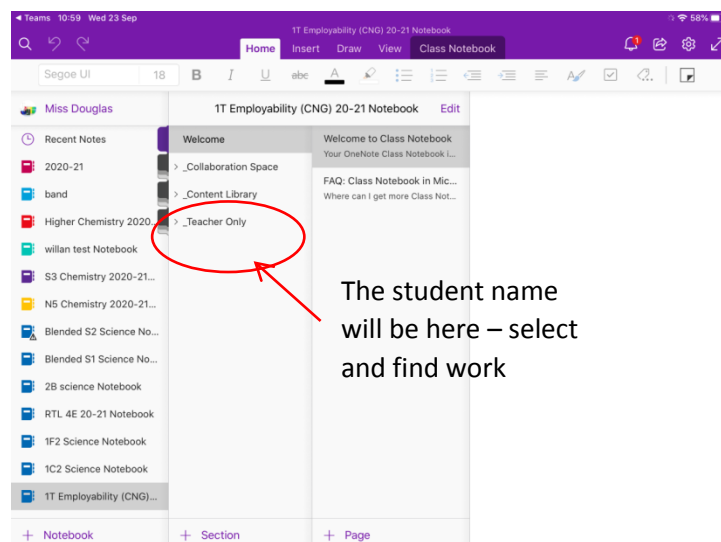 Teams 10:59 Wed 23 Sep
58%
1T Employability (CNG) 20-21 Notebook
Home Insert Draw View Class Notebook
Segoe UI 18 B I U abc A
Miss Douglas
1T Employability (CNG) 20-21 Notebook Edit
Recent Notes
2020-21
band
Higher Chemistry 2020...
willan test Notebook
S3 Chemistry 2020-21...
N5 Chemistry 2020-21...
Blended S2 Science No...
Blended S1 Science No...
2B science Notebook
RTL 4E 20-21 Notebook
1F2 Science Notebook
1C2 Science Notebook
1T Employability (CNG)...
+ Notebook
Welcome
> _Collaboration Space
> _Content Library
> _Teacher Only
+ Section
Welcome to Class Notebook
Your OneNote Class Notebook i...
FAQ: Class Notebook in Mic...
Where can I get more Class Not...
+ Page
The student name
will be here – select
and find work